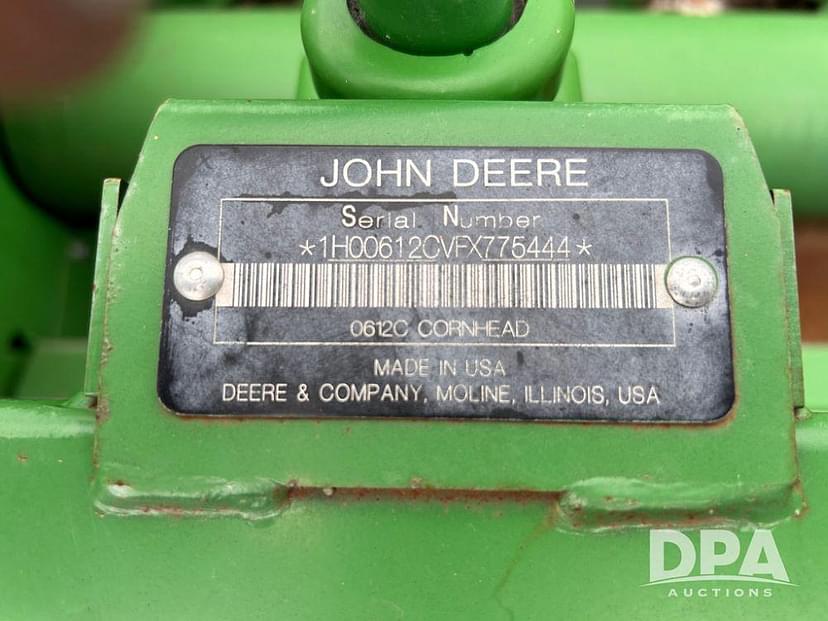 JOHN DEERE
Serial Number
*1H00612CVFX775444*
0612C CORNHEAD
MADE IN USA
DEERE & COMPANY, MOLINE, ILLINOIS, USA
DPA
AUCTIONS